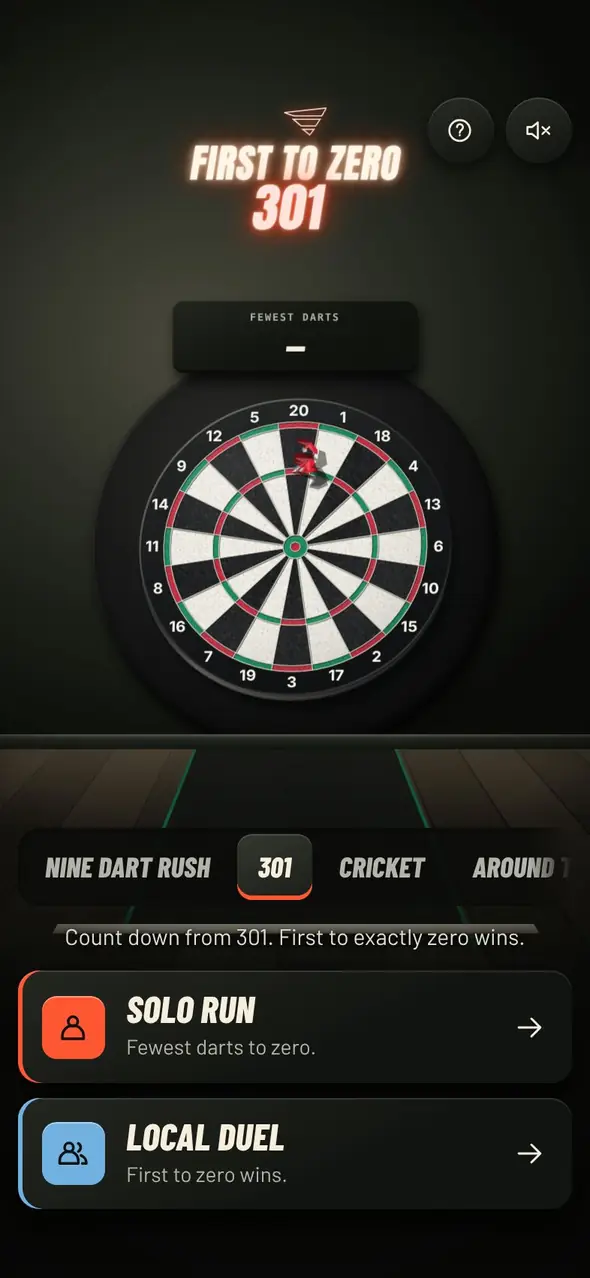 FIRST TO ZERO
301
FEWEST DARTS
–
20
1
18
4
13
6
10
15
2
17
3
19
7
16
8
11
14
9
12
5
NINE DART RUSH
301
CRICKET
AROUND T
Count down from 301. First to exactly zero wins.
SOLO RUN
Fewest darts to zero.
LOCAL DUEL
First to zero wins.